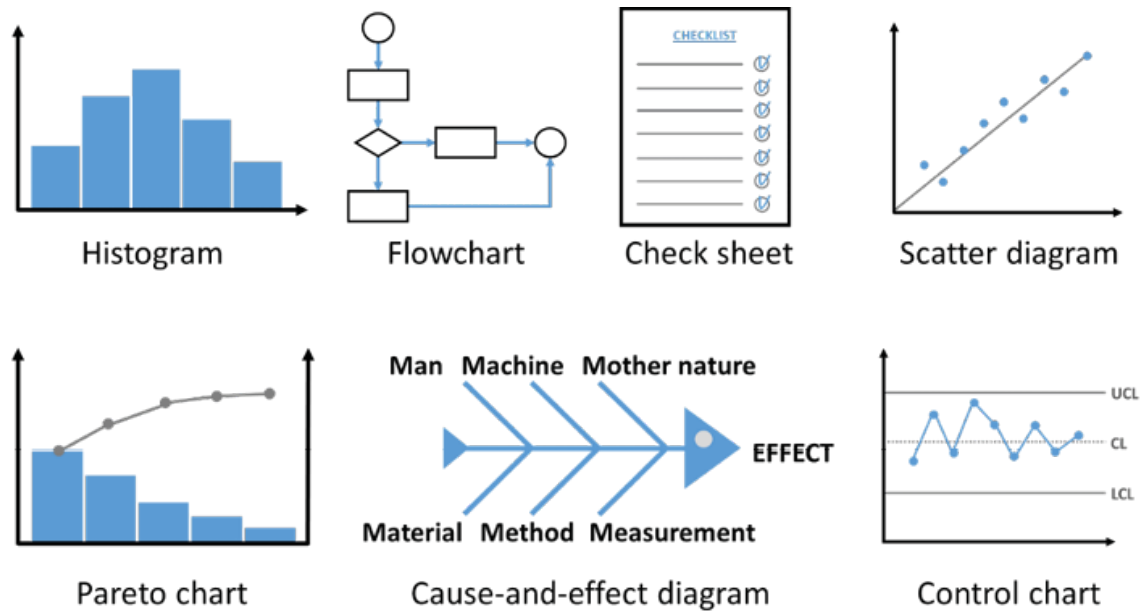 CHECKLIST
Histogram
Flowchart
Check sheet
Scatter diagram
Man Machine Mother nature
EFFECT
Material Method Measurement
UCL
CL
LCL
Pareto chart
Cause-and-effect diagram
Control chart